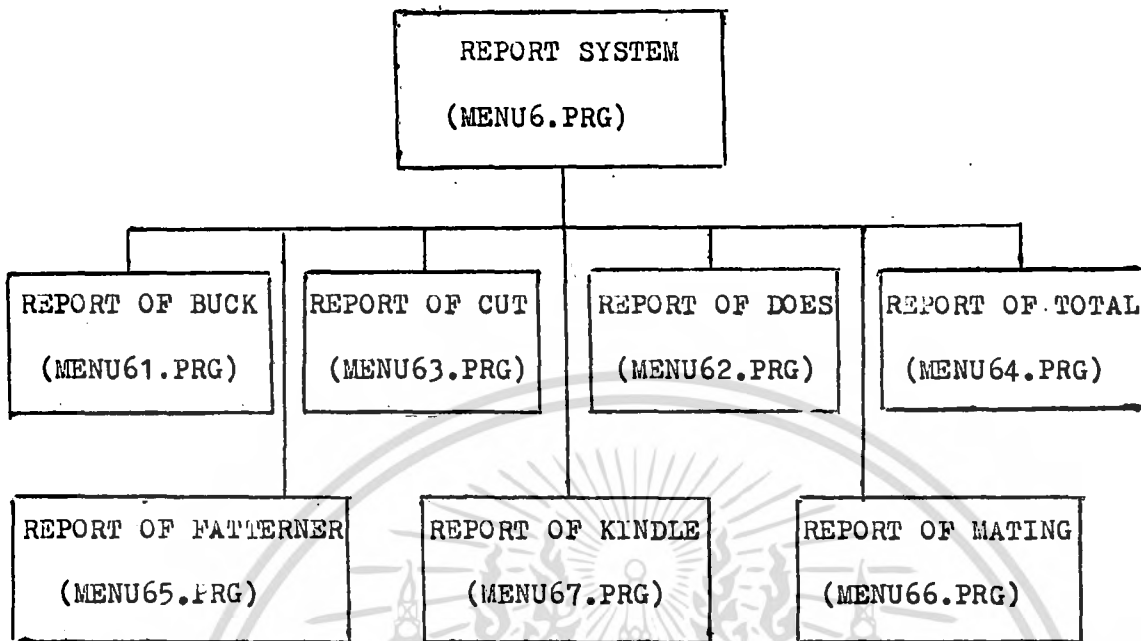 REPORT SYSTEM
(MENU6.PRG)
REPORT OF BUCK
(MENU61.PRG)
REPORT OF CUT
(MENU63.PRG)
REPORT OF DOES
(MENU62.PRG)
REPORT OF TOTAL
(MENU64.PRG)
REPORT OF FATTERNER
(MENU65.PRG)
REPORT OF KINDLE
(MENU67.PRG)
REPORT OF MATING
(MENU66.PRG)